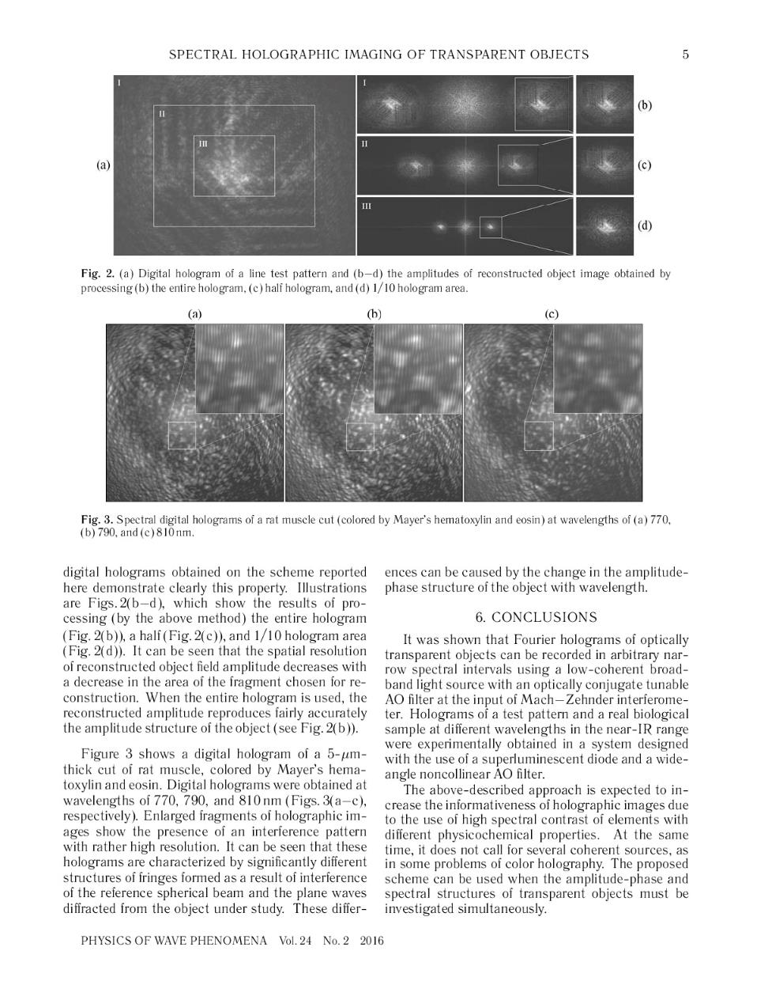 SPECTRAL HOLOGRAPHIC IMAGING OF TRANSPARENT OBJECTS 5
I
II
III
(a)
I
(b)
II
(c)
III
(d)
Fig. 2. (a) Digital hologram of a line test pattern and (b–d) the amplitudes of reconstructed object image obtained by
processing (b) the entire hologram, (c) half hologram, and (d) 1/10 hologram area.
(a) (b) (c)
Fig. 3. Spectral digital holograms of a rat muscle cut (colored by Mayer's hematoxylin and eosin) at wavelengths of (a) 770,
(b) 790, and (c) 810 nm.
digital holograms obtained on the scheme reported
here demonstrate clearly this property. Illustrations
are Figs. 2(b–d), which show the results of pro-
cessing (by the above method) the entire hologram
(Fig. 2(b)), a half (Fig. 2(c)), and 1/10 hologram area
(Fig. 2(d)). It can be seen that the spatial resolution
of reconstructed object field amplitude decreases with
a decrease in the area of the fragment chosen for re-
construction. When the entire hologram is used, the
reconstructed amplitude reproduces fairly accurately
the amplitude structure of the object (see Fig. 2(b)).
Figure 3 shows a digital hologram of a 5-μm-
thick cut of rat muscle, colored by Mayer's hema-
toxylin and eosin. Digital holograms were obtained at
wavelengths of 770, 790, and 810 nm (Figs. 3(a–c),
respectively). Enlarged fragments of holographic im-
ages show the presence of an interference pattern
with rather high resolution. It can be seen that these
holograms are characterized by significantly different
structures of fringes formed as a result of interference
of the reference spherical beam and the plane waves
diffracted from the object under study. These differ-
ences can be caused by the change in the amplitude-
phase structure of the object with wavelength.
6. CONCLUSIONS
It was shown that Fourier holograms of optically
transparent objects can be recorded in arbitrary nar-
row spectral intervals using a low-coherent broad-
band light source with an optically conjugate tunable
AO filter at the input of Mach–Zehnder interferome-
ter. Holograms of a test pattern and a real biological
sample at different wavelengths in the near-IR range
were experimentally obtained in a system designed
with the use of a superluminescent diode and a wide-
angle noncollinear AO filter.
The above-described approach is expected to in-
crease the informativeness of holographic images due
to the use of high spectral contrast of elements with
different physicochemical properties. At the same
time, it does not call for several coherent sources, as
in some problems of color holography. The proposed
scheme can be used when the amplitude-phase and
spectral structures of transparent objects must be
investigated simultaneously.
PHYSICS OF WAVE PHENOMENA Vol. 24 No. 2 2016